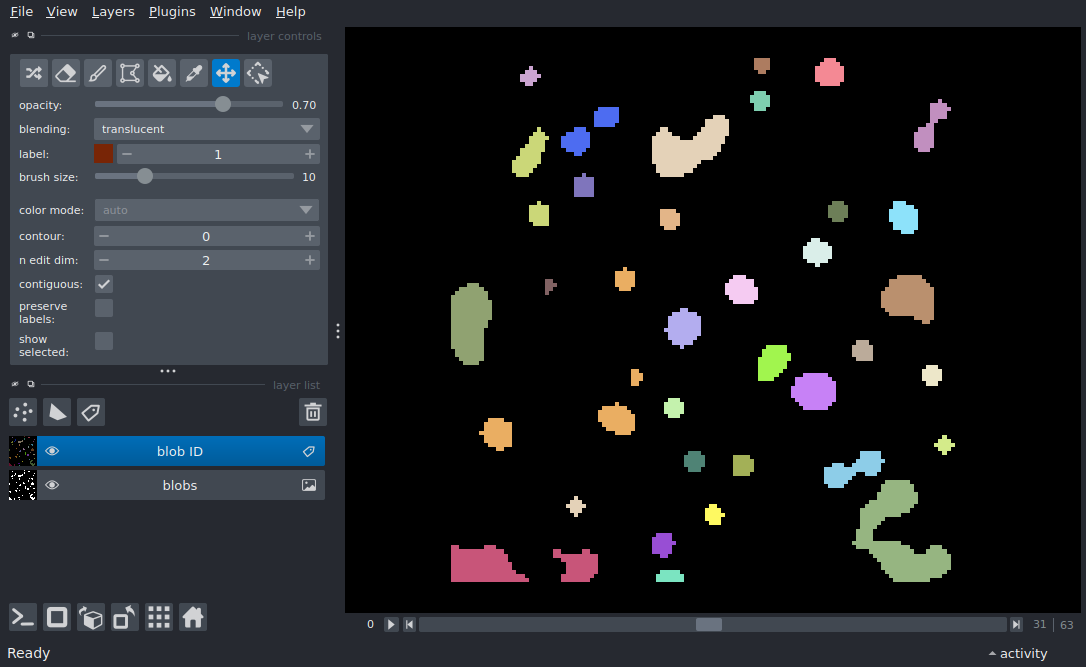 File View Layers Plugins Window Help
layer controls
opacity: 0.70
blending: translucent
label: 1
brush size: 10
color mode: auto
contour: 0
n edit dim: 2
contiguous:
preserve
labels:
show
selected:
layer list
blob ID
blobs
0 31 63
Ready activity